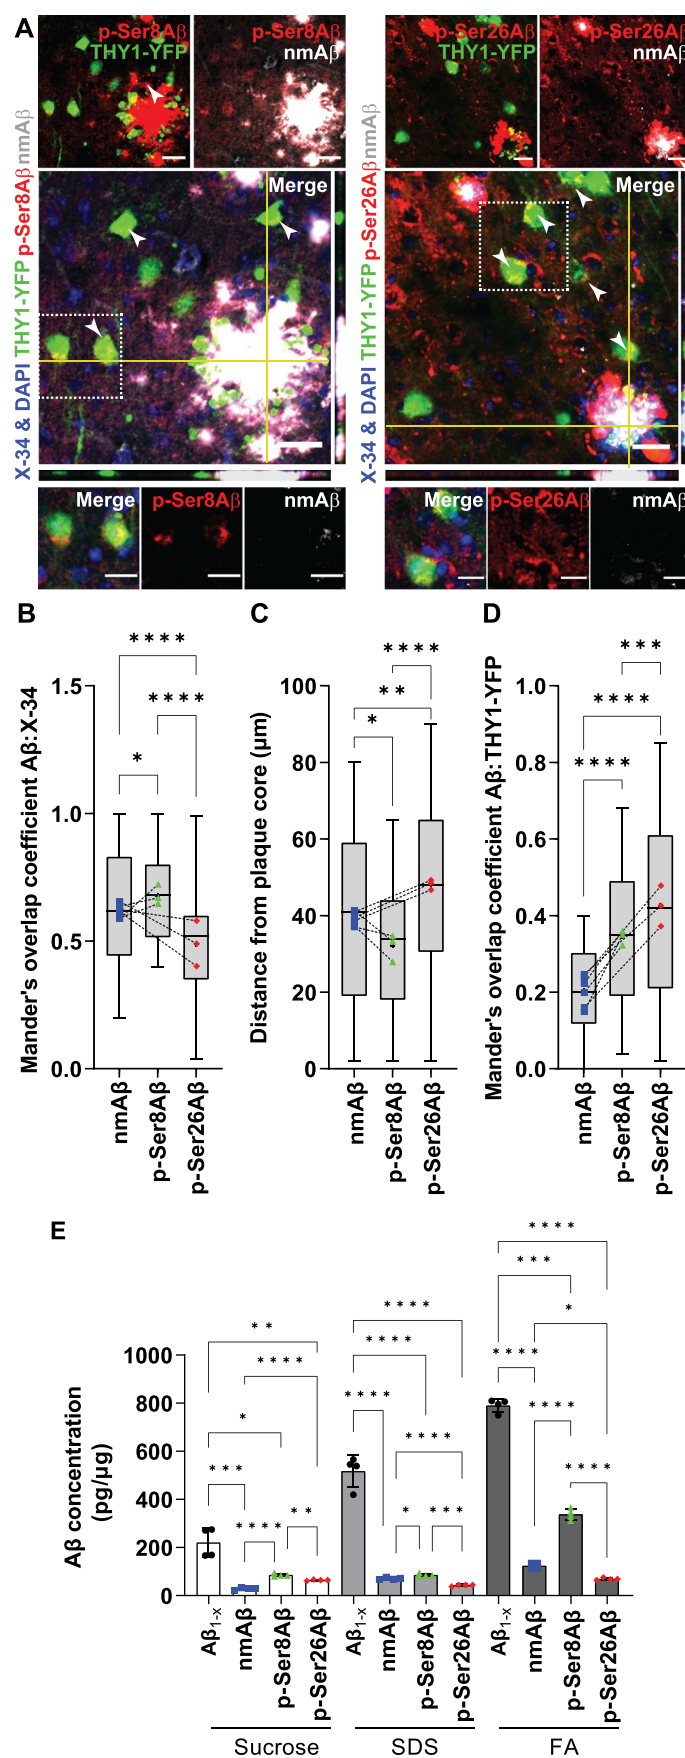 A
p-Ser8Aβ
THY1-YFP
p-Ser8Aβ
nmAβ
p-Ser26Aβ
THY1-YFP
p-Ser26Aβ
nmAβ
X-34 & DAPI THY1-YFP p-Ser8Aβ nmAβ
Merge
X-34 & DAPI THY1-YFP p-Ser26Aβ nmAβ
Merge
Merge
p-Ser8Aβ
nmAβ
Merge
p-Ser26Aβ
nmAβ
B
Mander's overlap coefficient Aβ:X-34
1.5
1.0
0.5
0.0
* * * *
* * * *
*
nmAβ
p-Ser8Aβ
p-Ser26Aβ
C
Distance from plaque core (µm)
100
80
60
40
20
0
* * * *
* *
*
nmAβ
p-Ser8Aβ
p-Ser26Aβ
D
Mander's overlap coefficient Aβ:THY1-YFP
1.0
0.8
0.6
0.4
0.2
0.0
* * *
* * * *
* * * *
nmAβ
p-Ser8Aβ
p-Ser26Aβ
E
Aβ concentration
(pg/µg)
1000
800
600
400
200
0
* *
* * * *
*
* * *
* * * *
* *
* * * *
* * * *
* * * *
* * * *
*
* * *
* * * *
* * *
*
* * * *
* * * *
* * * *
Aβ1-x
nmAβ
p-Ser8Aβ
p-Ser26Aβ
Aβ1-x
nmAβ
p-Ser8Aβ
p-Ser26Aβ
Aβ1-x
nmAβ
p-Ser8Aβ
p-Ser26Aβ
Sucrose
SDS
FA